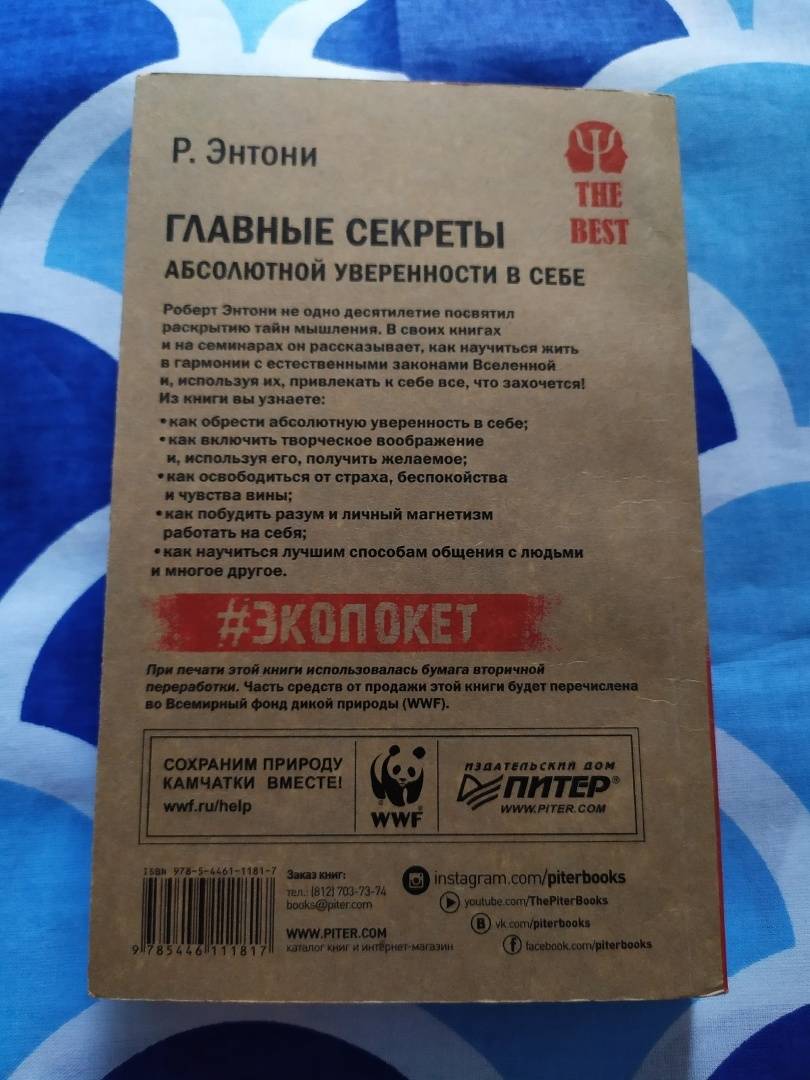 Р. Энтони
THE
BEST
ГЛАВНЫЕ СЕКРЕТЫ
АБСОЛЮТНОЙ УВЕРЕННОСТИ В СЕБЕ
Роберт Энтони не одно десятилетие посвятил
раскрытию тайн мышления. В своих книгах
и на семинарах он рассказывает, как научиться жить
в гармонии с естественными законами Вселенной
и, используя их, привлекать к себе все, что захочется!
Из книги вы узнаете:
• как обрести абсолютную уверенность в себе;
• как включить творческое воображение
и, используя его, получить желаемое;
• как освободиться от страха, беспокойства
и чувства вины;
• как побудить разум и личный магнетизм
работать на себя;
• как научиться лучшим способам общения с людьми
и многое другое.
#ЭКОПОКЕТ
При печати этой книги использовалась бумага вторичной
переработки. Часть средств от продажи этой книги будет перечислена
во Всемирный фонд дикой природы (WWF).
СОХРАНИМ ПРИРОДУ
КАМЧАТКИ ВМЕСТЕ!
wwf.ru/help
WWF
ИЗДАТЕЛЬСКИЙ ДОМ
ПИТЕР®
WWW.PITER.COM
ISBN 978-5-4461-1181-7
9 785446 111817
Заказ книг:
тел.: (812) 703-73-74
books@piter.com
WWW.PITER.COM
каталог книг и интернет-магазин
instagram.com/piterbooks
youtube.com/ThePiterBooks
vk.com/piterbooks
facebook.com/piterbooks